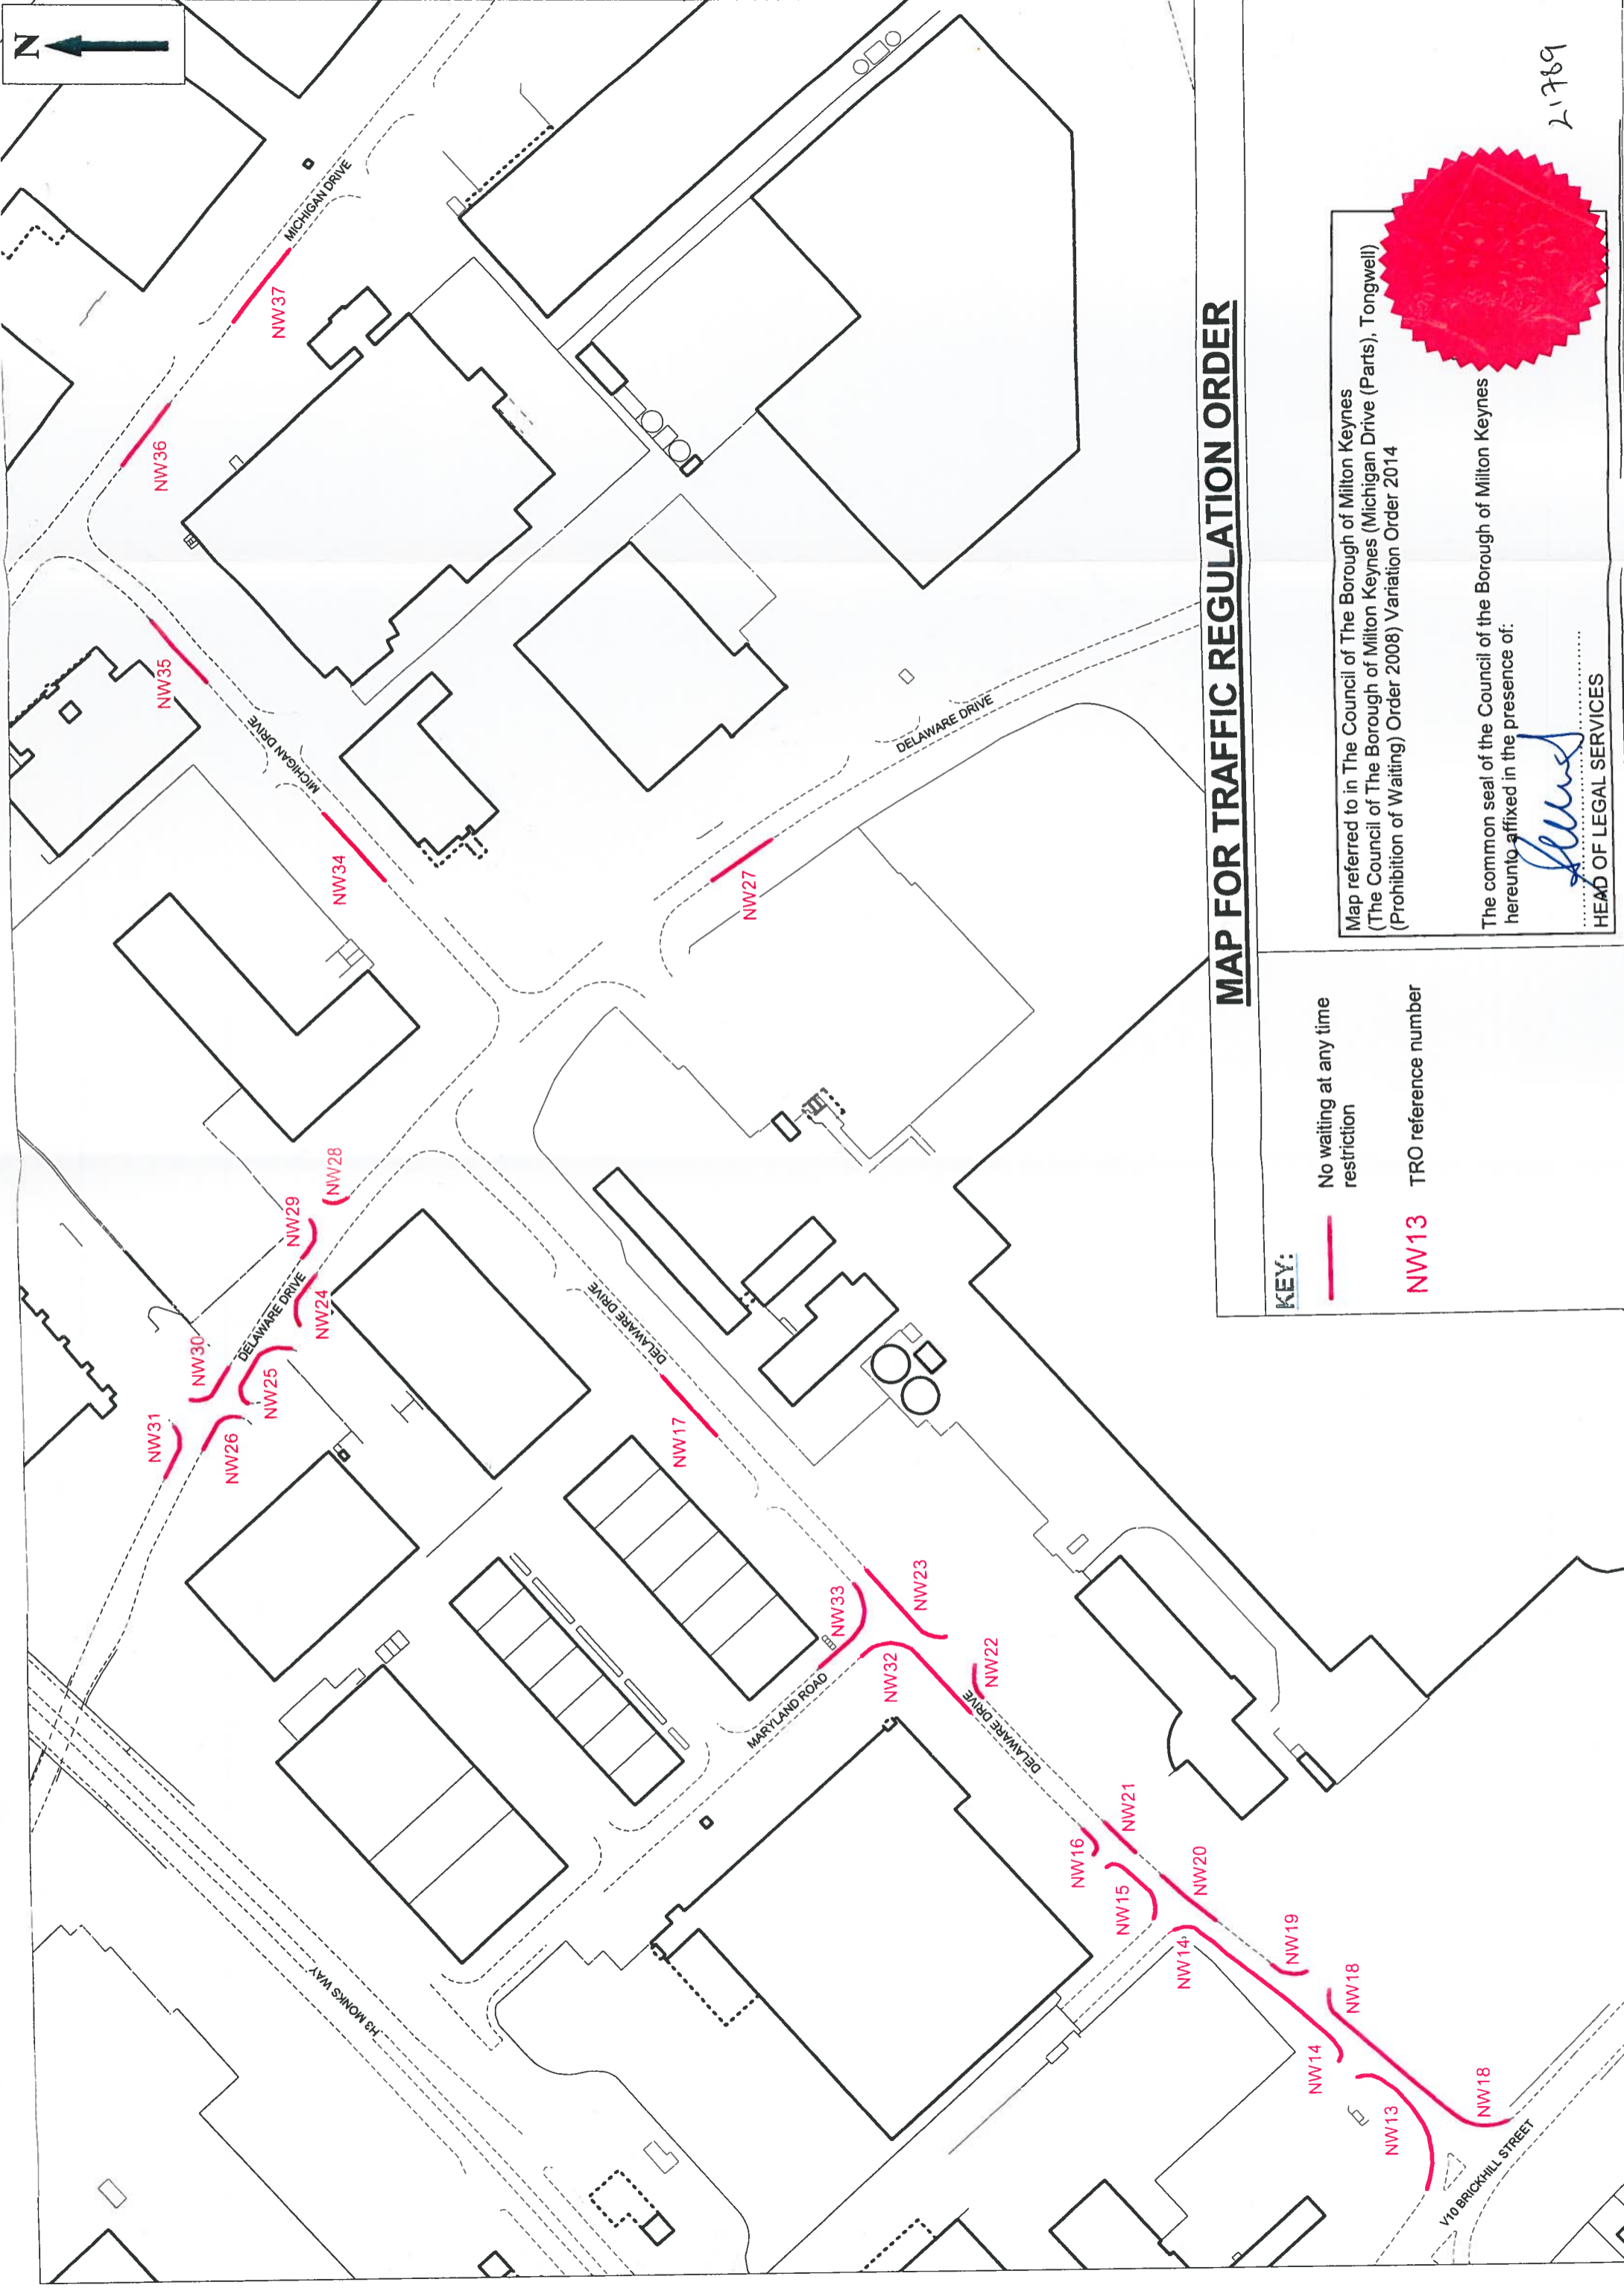 N
MICHIGAN DRIVE
NW37
NW36
NW35
MICHIGAN DRIVE
NW34
DELAWARE DRIVE
NW27
NW28
NW29
DELAWARE DRIVE
NW24
NW30
NW25
NW31
NW26
DELAWARE DRIVE
NW17
NW33
NW23
MARYLAND ROAD
NW32
NW22
DELAWARE DRIVE
H3 MONKS WAY
NW16
NW21
NW15
NW20
NW14
NW19
NW18
NW14
NW13
NW18
V10 BRICKHILL STREET
MAP FOR TRAFFIC REGULATION ORDER
KEY:
No waiting at any time
restriction
NW13 TRO reference number
Map referred to in The Council of The Borough of Milton Keynes
(The Council of The Borough of Milton Keynes (Michigan Drive (Parts), Tongwell)
(Prohibition of Waiting) Order 2008) Variation Order 2014
The common seal of the Council of the Borough of Milton Keynes
hereunto affixed in the presence of:
HEAD OF LEGAL SERVICES
21789